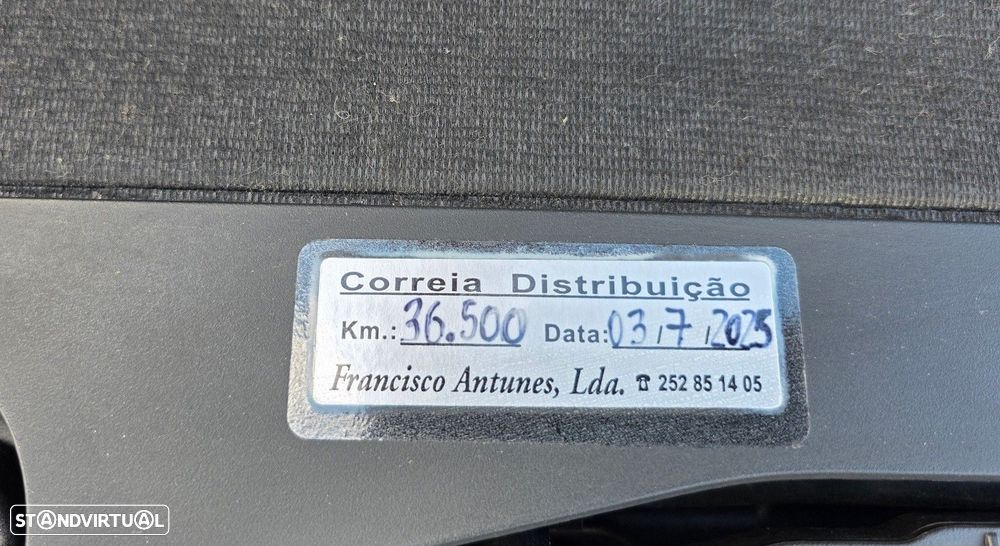 Correia Distribuição
Km.: 36.500 Data: 03/7/2025
Francisco Antunes, Lda. ☎ 252 85 14 05
STANDVIRTUAL